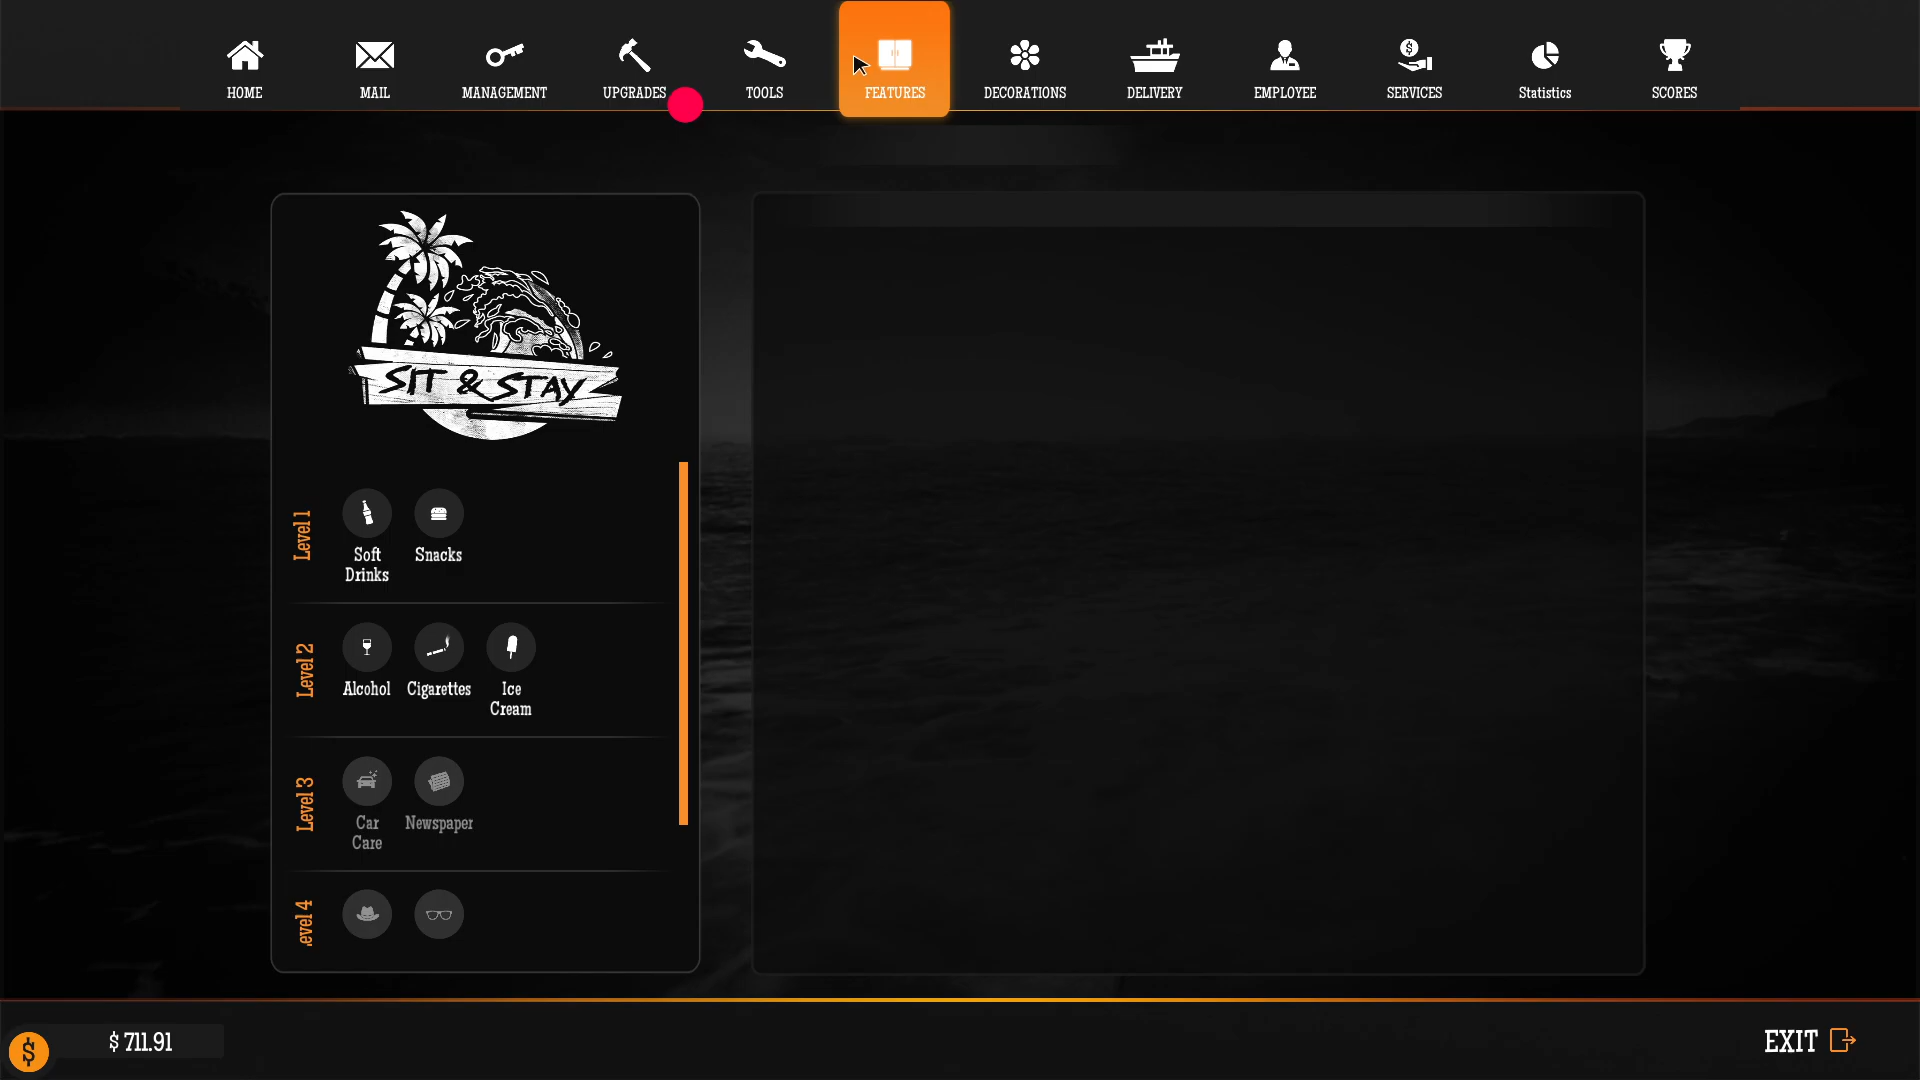 HOME
MAIL
MANAGEMENT
UPGRADES
TOOLS
FEATURES
DECORATIONS
DELIVERY
EMPLOYEE
SERVICES
Statistics
SCORES
SIT & STAY
Level 1
Soft
Drinks
Snacks
Level 2
Alcohol
Cigarettes
Ice
Cream
Level 3
Car
Care
Newspaper
evel 4
$ 711.91
EXIT